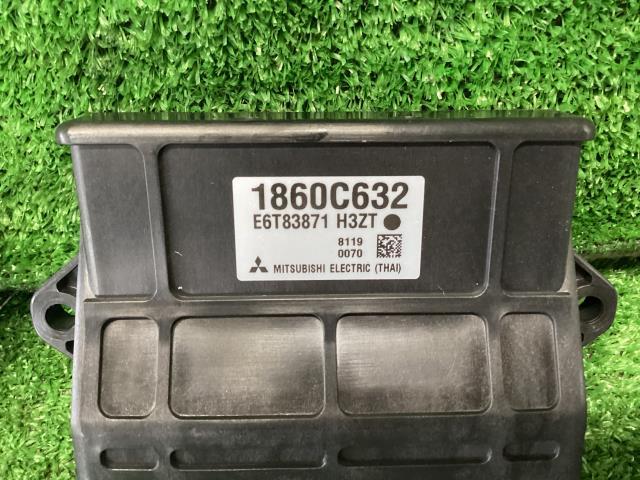 1860C632
E6T83871 H3ZT
8119
0070
MITSUBISHI ELECTRIC (THAI)